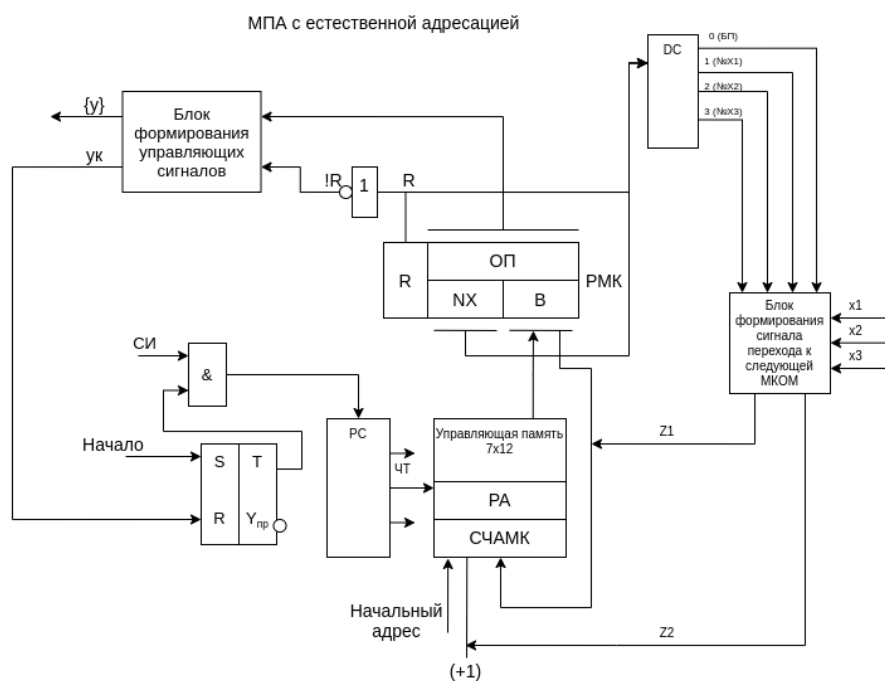 МПА с естественной адресацией
DC
0 (БП)
1 (№X1)
2 (№X2)
3 (№X3)
{y}
ук
Блок
формирования
управляющих
сигналов
!R
1
R
R
ОП
NX
B
РМК
Блок
формирования
сигнала
перехода к
следующей
МКОМ
x1
x2
x3
СИ
&
Начало
S
T
R
Yпр
РС
ЧТ
Управляющая память
7x12
РА
СЧАМК
Z1
Начальный
адрес
(+1)
Z2